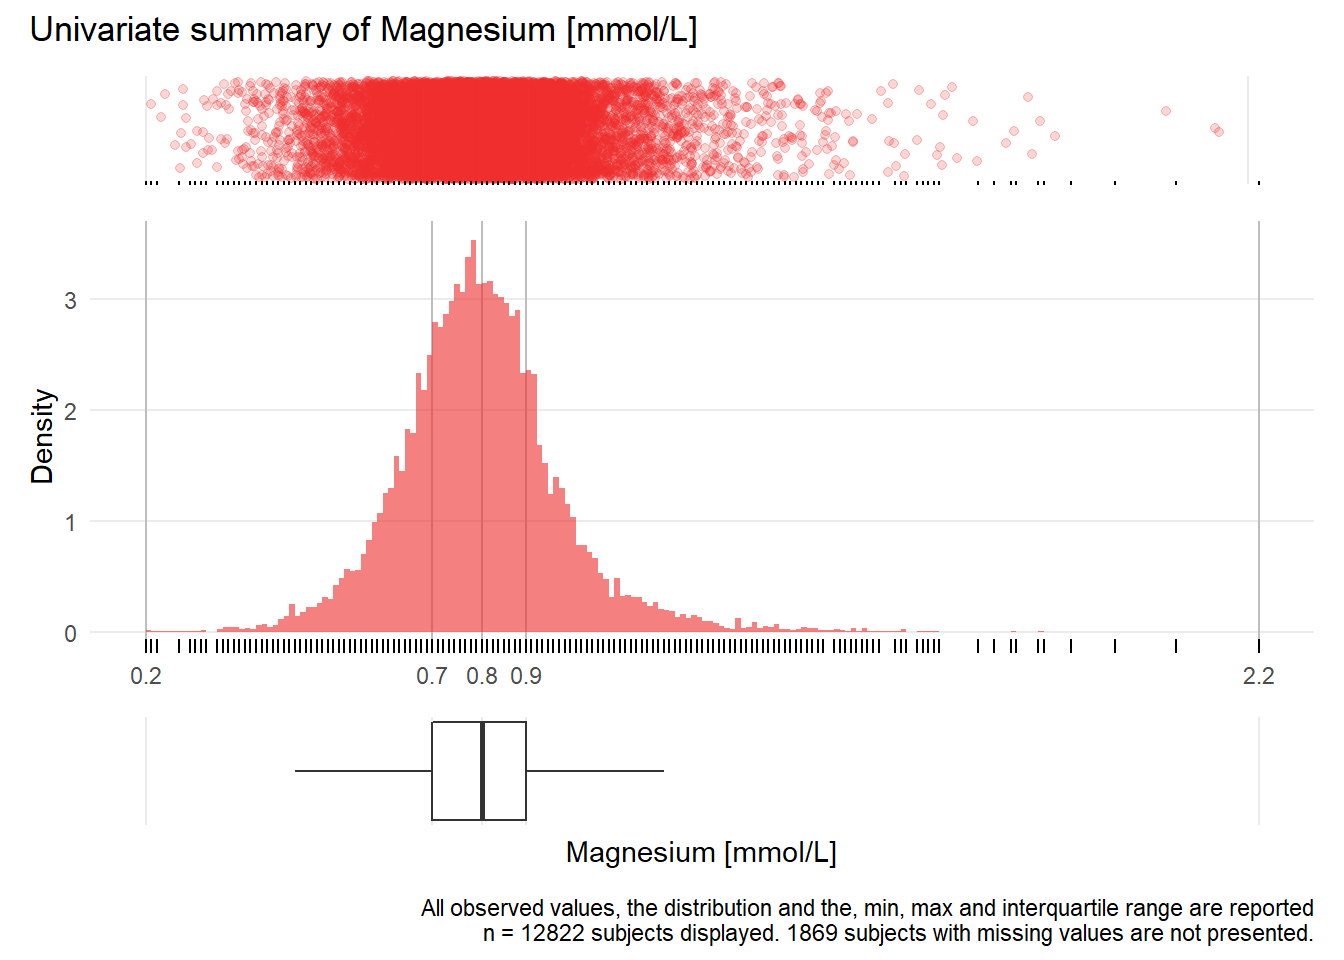 Univariate summary of Magnesium [mmol/L]
Density
3
2
1
0
0.2 0.7 0.8 0.9 2.2
Magnesium [mmol/L]
All observed values, the distribution and the, min, max and interquartile range are reported
n = 12822 subjects displayed. 1869 subjects with missing values are not presented.